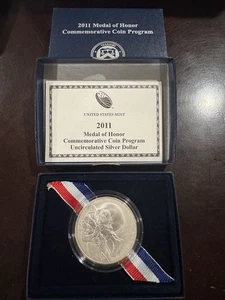 2011 Medal of Honor
Commemorative Coin Program
UNITED STATES MINT
2011
Medal of Honor
Commemorative Coin Program
Uncirculated Silver Dollar